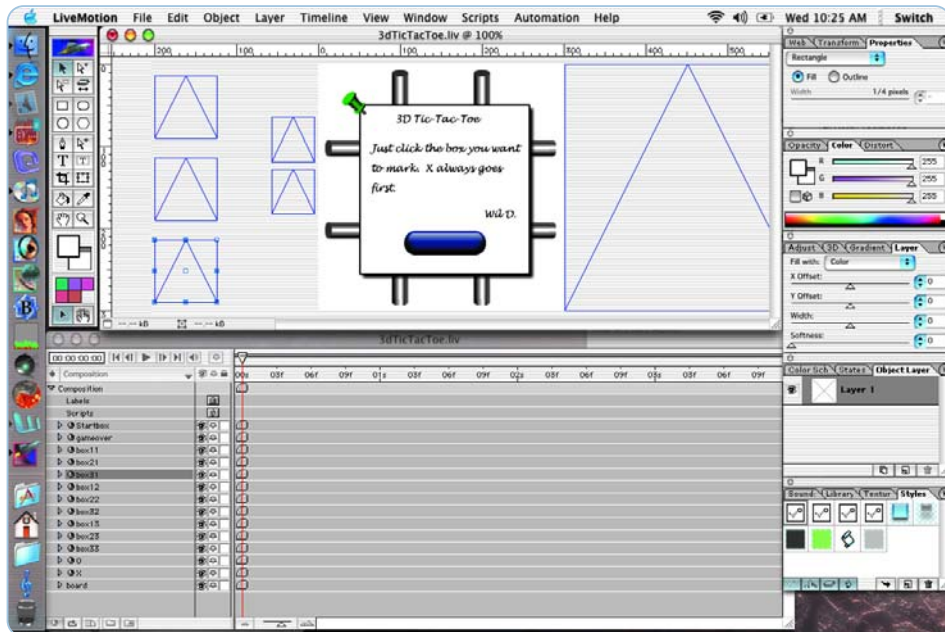 LiveMotion File Edit Object Layer Timeline View Window Scripts Automation Help Wed 10:25 AM Switch
3dTicTacToe.liv @ 100%
Web Transform Properties
Rectangle
Fill Outline
Width 1/4 pixels
3D Tic-Tac-Toe
Just click the box you want
to mark. X always goes
first.
Wil D.
Opacity Color Distort
R 255
G 255
B 255
Adjust 3D Gradient Layer
Fill with: Color
X Offset: 0
Y Offset: 0
Width: 0
Softness: 0
--.-- kB --.-- kB
3dTicTacToe.liv
00:00:00:00
Composition 00s 03f 06f 09f 01s 03f 06f 09f 02s 03f 06f 09f 03s 03f 06f 09f
Composition
Labels
Scripts
Startbox
gameover
box11
box21
box31
box12
box22
box32
box13
box23
box33
O
X
board
Color Sch States Object Layer
Layer 1
Sounds Library Textur Styles